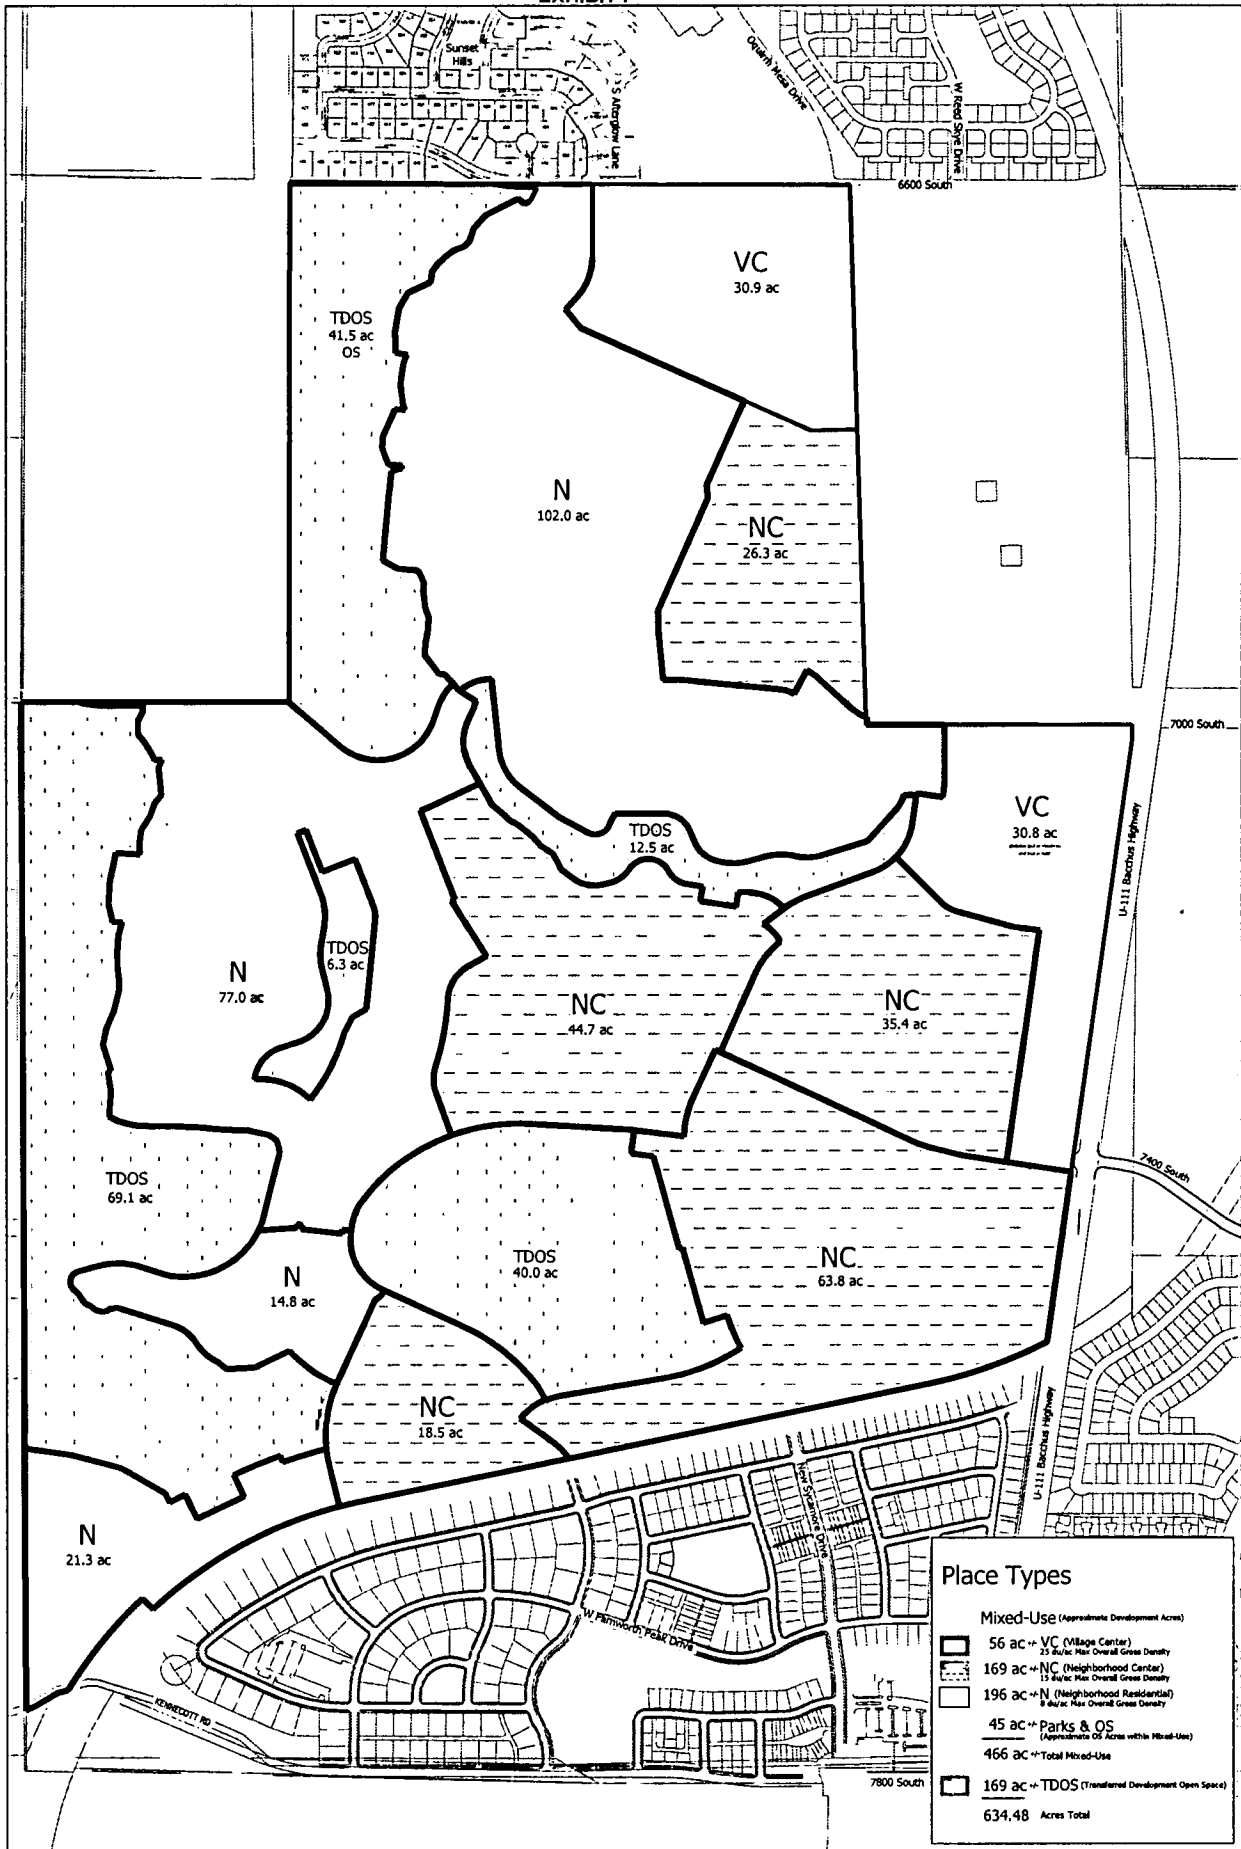 Sunset
Hills
S Afterglow Lane
Oquirrh Mesa Drive
W Reed Skye Drive
6600 South
VC
30.9 ac
TDOS
41.5 ac
OS
N
102.0 ac
NC
26.3 ac
7000 South
VC
30.8 ac
TDOS
12.5 ac
U-111 Bacchus Highway
TDOS
6.3 ac
N
77.0 ac
NC
44.7 ac
NC
35.4 ac
7400 South
TDOS
69.1 ac
TDOS
40.0 ac
NC
63.8 ac
N
14.8 ac
NC
18.5 ac
U-111 Bacchus Highway
New Sycamore Drive
N
21.3 ac
W Farnworth Peak Drive
KENNECOTT RD
7800 South
Place Types
Mixed-Use (Approximate Development Acres)
56 ac +/- VC (Village Center)
25 du/ac Max Overall Gross Density
169 ac +/- NC (Neighborhood Center)
15 du/ac Max Overall Gross Density
196 ac +/- N (Neighborhood Residential)
8 du/ac Max Overall Gross Density
45 ac +/- Parks & OS
(Approximate OS Acres within Mixed-Use)
466 ac +/- Total Mixed-Use
169 ac +/- TDOS (Transferred Development Open Space)
634.48 Acres Total